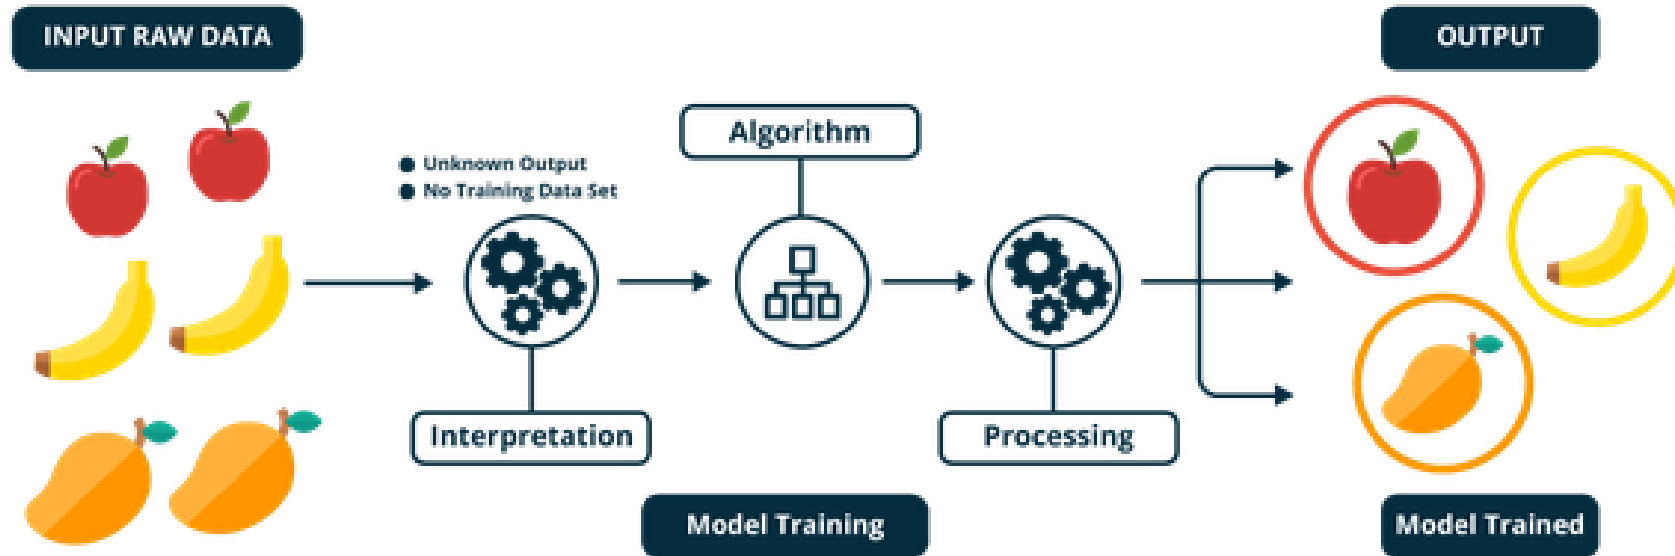 INPUT RAW DATA
OUTPUT
Algorithm
Unknown Output
No Training Data Set
Interpretation
Processing
Model Training
Model Trained